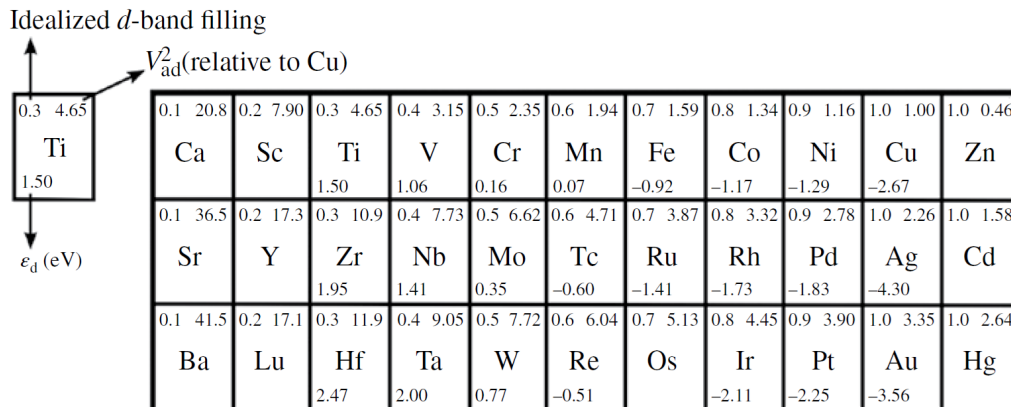 Idealized d-band filling
V²ad(relative to Cu)
0.3 4.65
Ti
1.50
εd (eV)
0.1 20.8 0.2 7.90 0.3 4.65 0.4 3.15 0.5 2.35 0.6 1.94 0.7 1.59 0.8 1.34 0.9 1.16 1.0 1.00 1.0 0.46
Ca Sc Ti V Cr Mn Fe Co Ni Cu Zn
1.50 1.06 0.16 0.07 −0.92 −1.17 −1.29 −2.67
0.1 36.5 0.2 17.3 0.3 10.9 0.4 7.73 0.5 6.62 0.6 4.71 0.7 3.87 0.8 3.32 0.9 2.78 1.0 2.26 1.0 1.58
Sr Y Zr Nb Mo Tc Ru Rh Pd Ag Cd
1.95 1.41 0.35 −0.60 −1.41 −1.73 −1.83 −4.30
0.1 41.5 0.2 17.1 0.3 11.9 0.4 9.05 0.5 7.72 0.6 6.04 0.7 5.13 0.8 4.45 0.9 3.90 1.0 3.35 1.0 2.64
Ba Lu Hf Ta W Re Os Ir Pt Au Hg
2.47 2.00 0.77 −0.51 −2.11 −2.25 −3.56